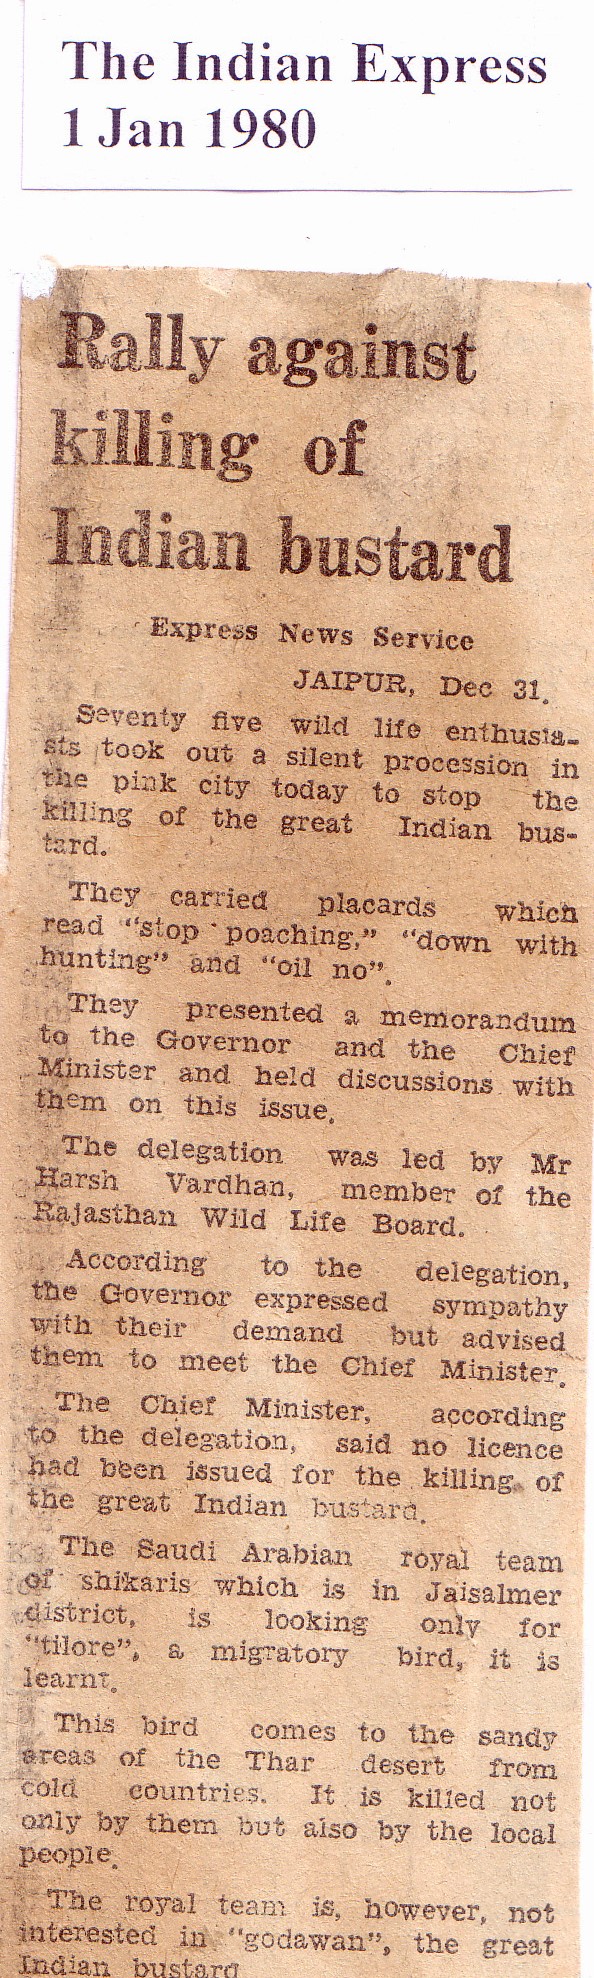 The Indian Express
1 Jan 1980
Rally against
killing of
Indian bustard
Express News Service
JAIPUR, Dec 31.
Seventy five wild life enthusia-
sts took out a silent procession in
the pink city today to stop the
killing of the great Indian bus-
tard.
They carried placards which
read "stop poaching," "down with
hunting" and "oil no".
They presented a memorandum
to the Governor and the Chief
Minister and held discussions with
them on this issue.
The delegation was led by Mr
Harsh Vardhan, member of the
Rajasthan Wild Life Board.
According to the delegation,
the Governor expressed sympathy
with their demand but advised
them to meet the Chief Minister.
The Chief Minister, according
to the delegation, said no licence
had been issued for the killing of
the great Indian bustard.
The Saudi Arabian royal team
of shikaris which is in Jaisalmer
district, is looking only for
"tilore", a migratory bird, it is
learnt.
This bird comes to the sandy
areas of the Thar desert from
cold countries. It is killed not
only by them but also by the local
people.
The royal team is, however, not
interested in "godawan", the great
Indian bustard